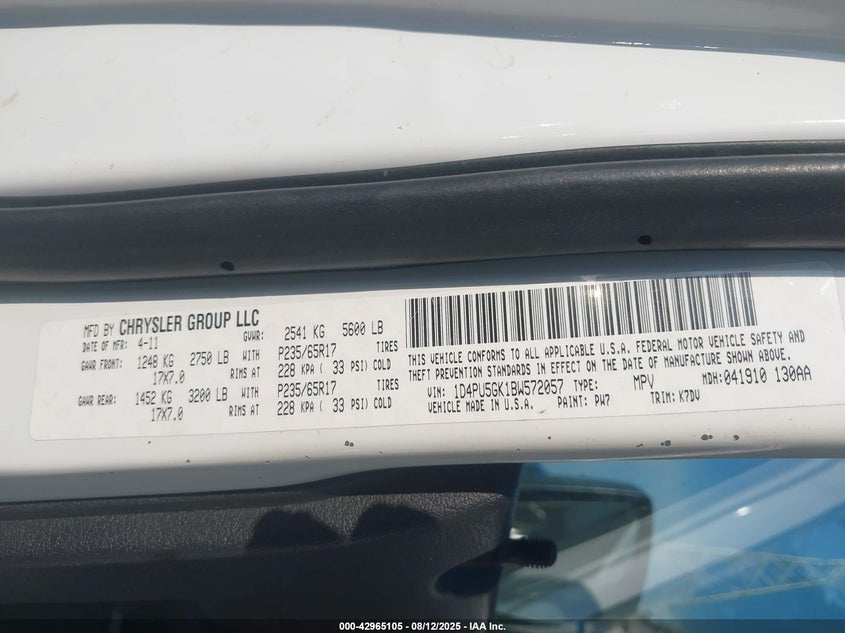 MFD BY CHRYSLER GROUP LLC
DATE OF MFR: 4-11 GVWR: 2541 KG 5600 LB
GAWR FRONT: 1248 KG 2750 LB WITH P235/65R17 TIRES
17X7.0 RIMS AT 228 KPA ( 33 PSI) COLD
GAWR REAR: 1452 KG 3200 LB WITH P235/65R17 TIRES
17X7.0 RIMS AT 228 KPA ( 33 PSI) COLD
THIS VEHICLE CONFORMS TO ALL APPLICABLE U.S.A. FEDERAL MOTOR VEHICLE SAFETY AND
THEFT PREVENTION STANDARDS IN EFFECT ON THE DATE OF MANUFACTURE SHOWN ABOVE.
VIN: 1D4PU5GK1BW572057 TYPE: MPV MDH: 041910 130AA
VEHICLE MADE IN U.S.A. PAINT: PW7 TRIM: K7DV
000-42965105 - 08/12/2025 - IAA Inc.